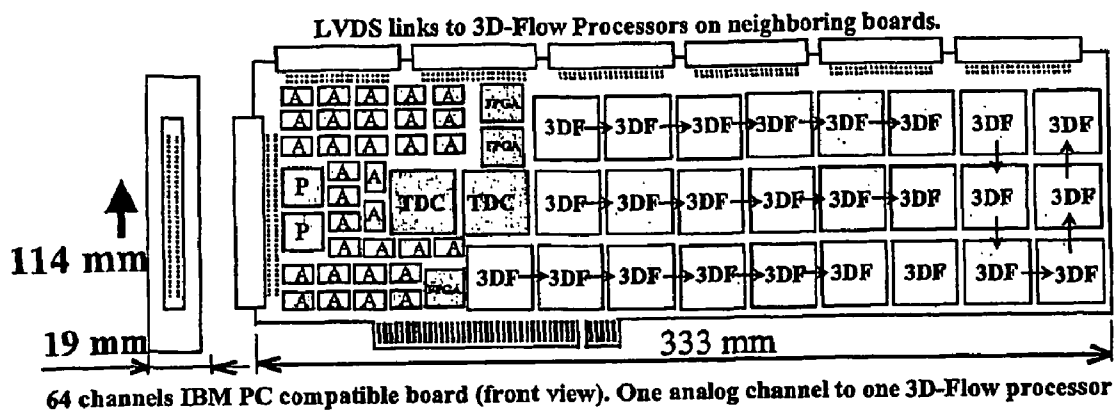 LVDS links to 3D-Flow Processors on neighboring boards.
A A A A A FPGA
A A A A A 3DF 3DF 3DF 3DF 3DF 3DF 3DF 3DF
A A A A A FPGA
P A A
A TDC TDC 3DF 3DF 3DF 3DF 3DF 3DF 3DF 3DF
P A A
A A A A
114 mm A A A A 3DF 3DF 3DF 3DF 3DF 3DF 3DF 3DF 3DF
A A A A FPGA
19 mm 333 mm
64 channels IBM PC compatible board (front view). One analog channel to one 3D-Flow processor